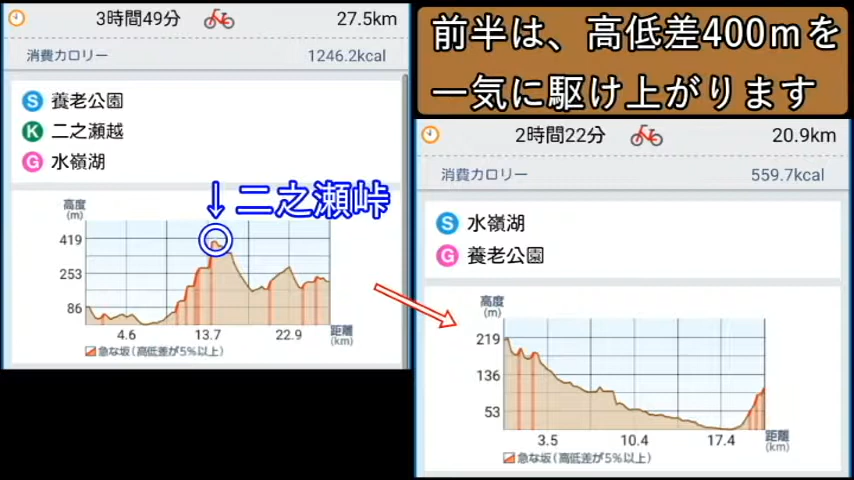 3時間49分 27.5km
消費カロリー 1246.2kcal
S 養老公園
K 二之瀬越
G 水嶺湖
↓二之瀬峠
高度
(m)
419
253
86
4.6 13.7 22.9 距離
(km)
急な坂(高低差が5%以上)
前半は、高低差400mを
一気に駆け上がります
2時間22分 20.9km
消費カロリー 559.7kcal
S 水嶺湖
G 養老公園
高度
(m)
219
136
53
3.5 10.4 17.4 距離
(km)
急な坂(高低差が5%以上)